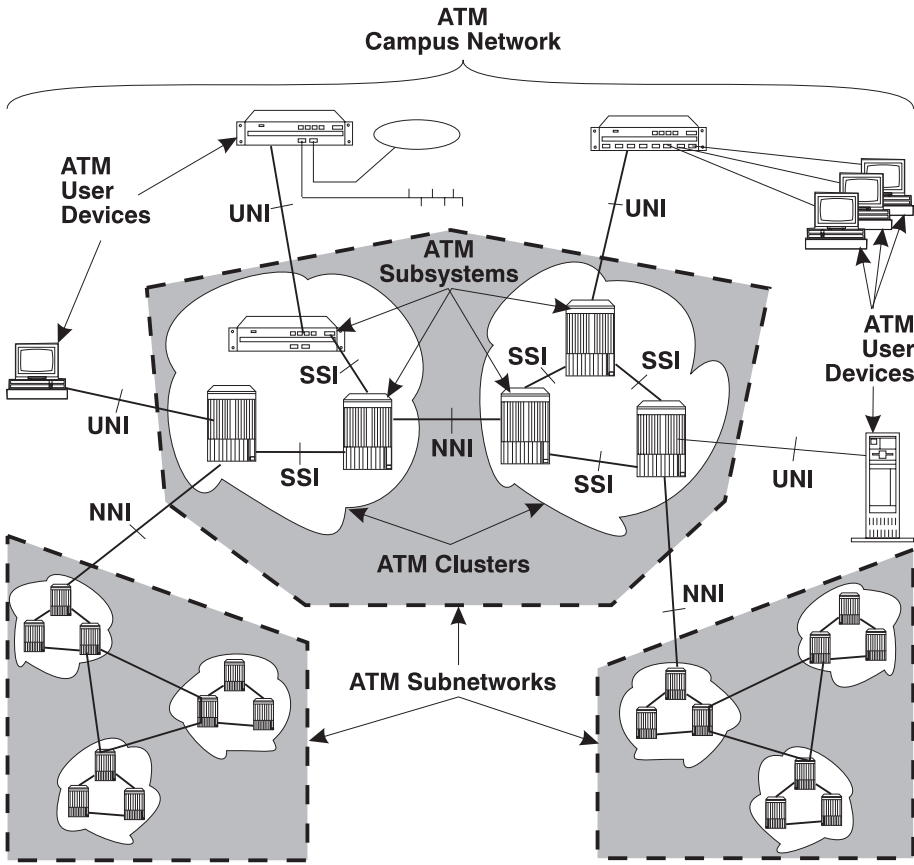 ATM
Campus Network
ATM
User
Devices
UNI
UNI
ATM
Subsystems
ATM
User
Devices
SSI
SSI
SSI
UNI
NNI
SSI
SSI
UNI
NNI
ATM Clusters
NNI
ATM Subnetworks